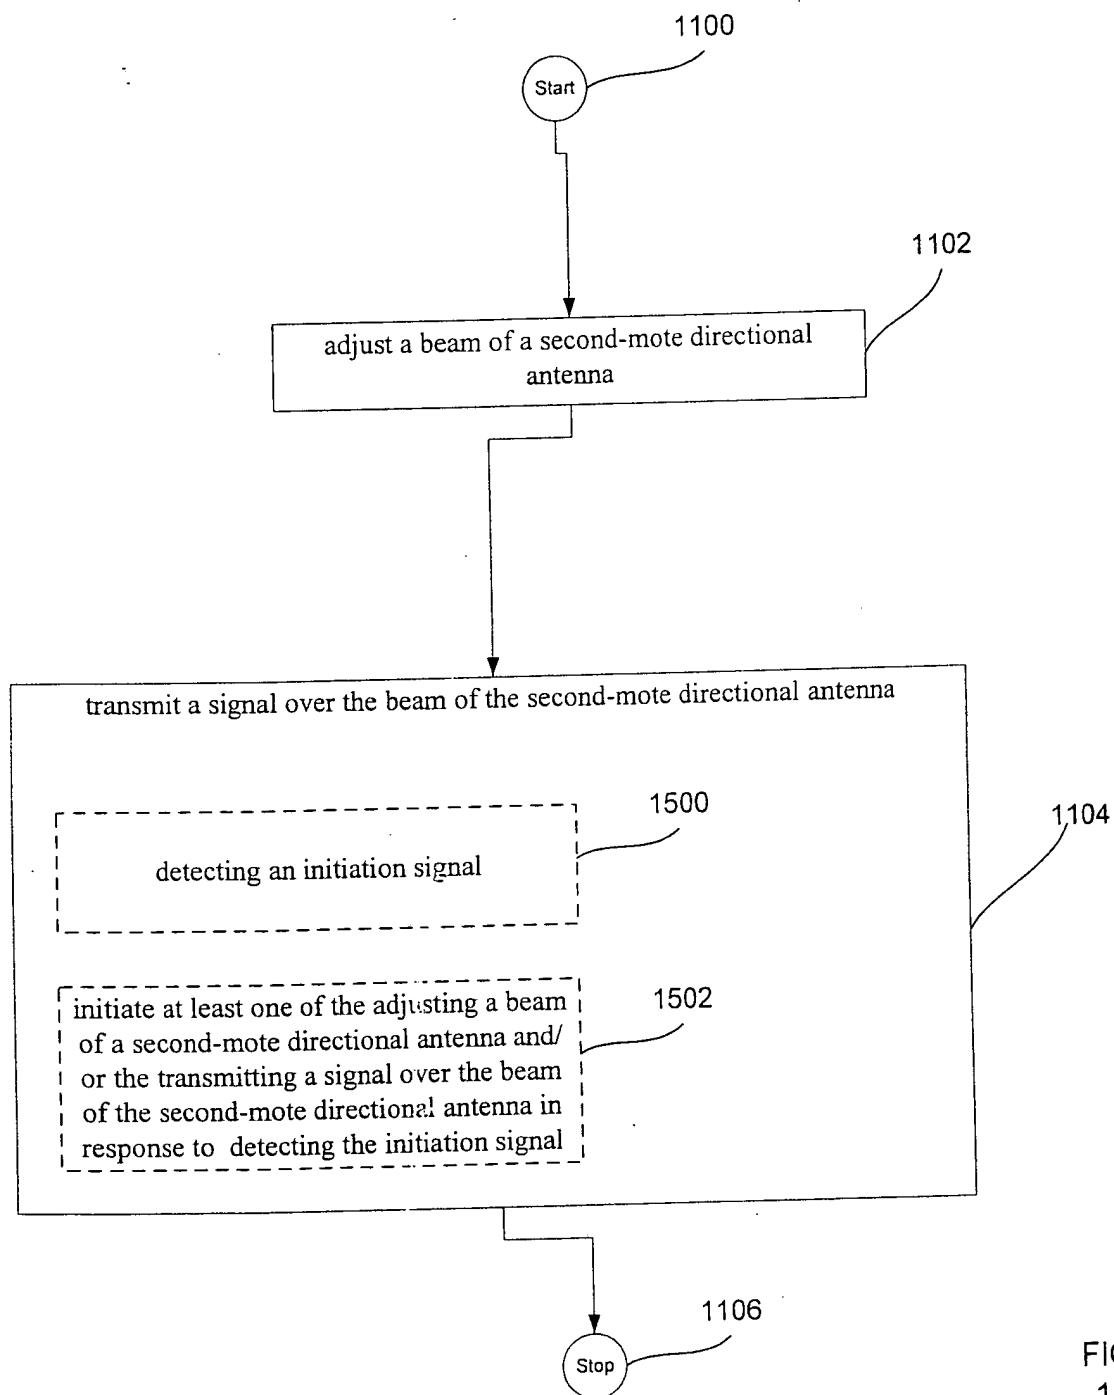 1100
Start
1102
adjust a beam of a second-mote directional
antenna
transmit a signal over the beam of the second-mote directional antenna
1500
1104
detecting an initiation signal
1502
initiate at least one of the adjusting a beam
of a second-mote directional antenna and/
or the transmitting a signal over the beam
of the second-mote directional antenna in
response to detecting the initiation signal
1106
Stop